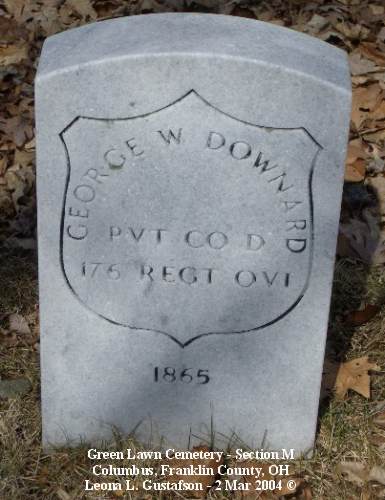 GEORGE W DOWNARD
PVT CO D
176 REGT OVI
1865
Green Lawn Cemetery - Section M
Columbus, Franklin County, OH
Leona L. Gustafson - 2 Mar 2004 ©